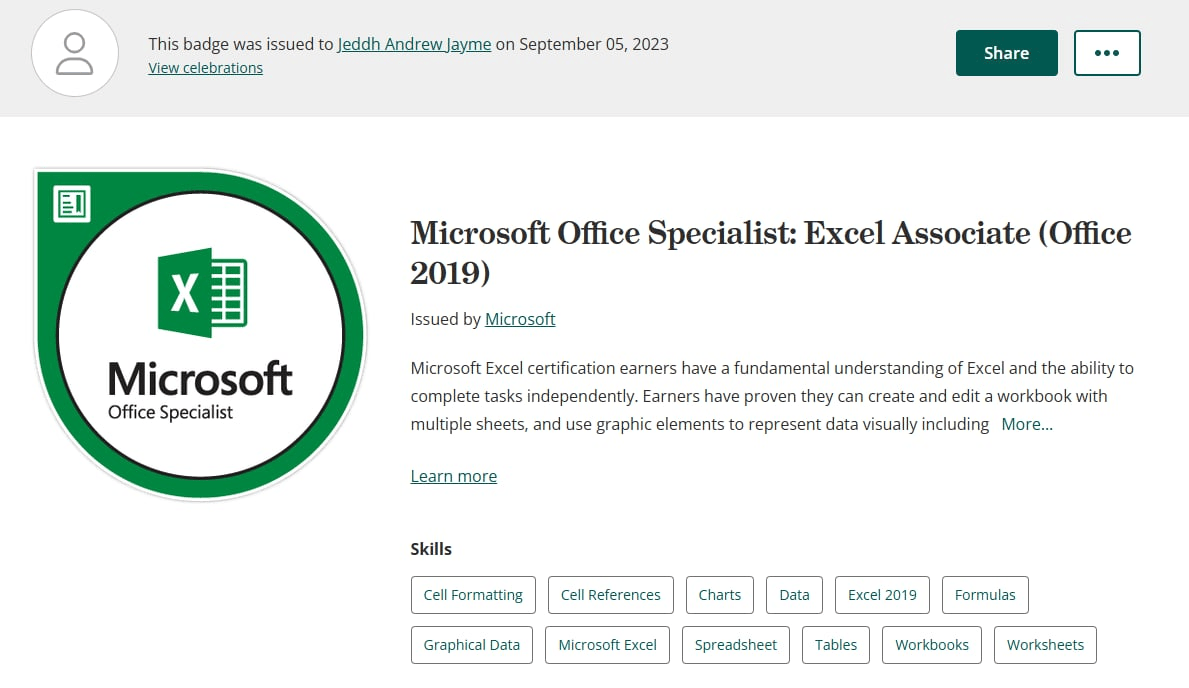 This badge was issued to Jeddh Andrew Jayme on September 05, 2023
View celebrations
Share
Microsoft
Office Specialist
Microsoft Office Specialist: Excel Associate (Office
2019)
Issued by Microsoft
Microsoft Excel certification earners have a fundamental understanding of Excel and the ability to
complete tasks independently. Earners have proven they can create and edit a workbook with
multiple sheets, and use graphic elements to represent data visually including More...
Learn more
Skills
Cell Formatting Cell References Charts Data Excel 2019 Formulas
Graphical Data Microsoft Excel Spreadsheet Tables Workbooks Worksheets